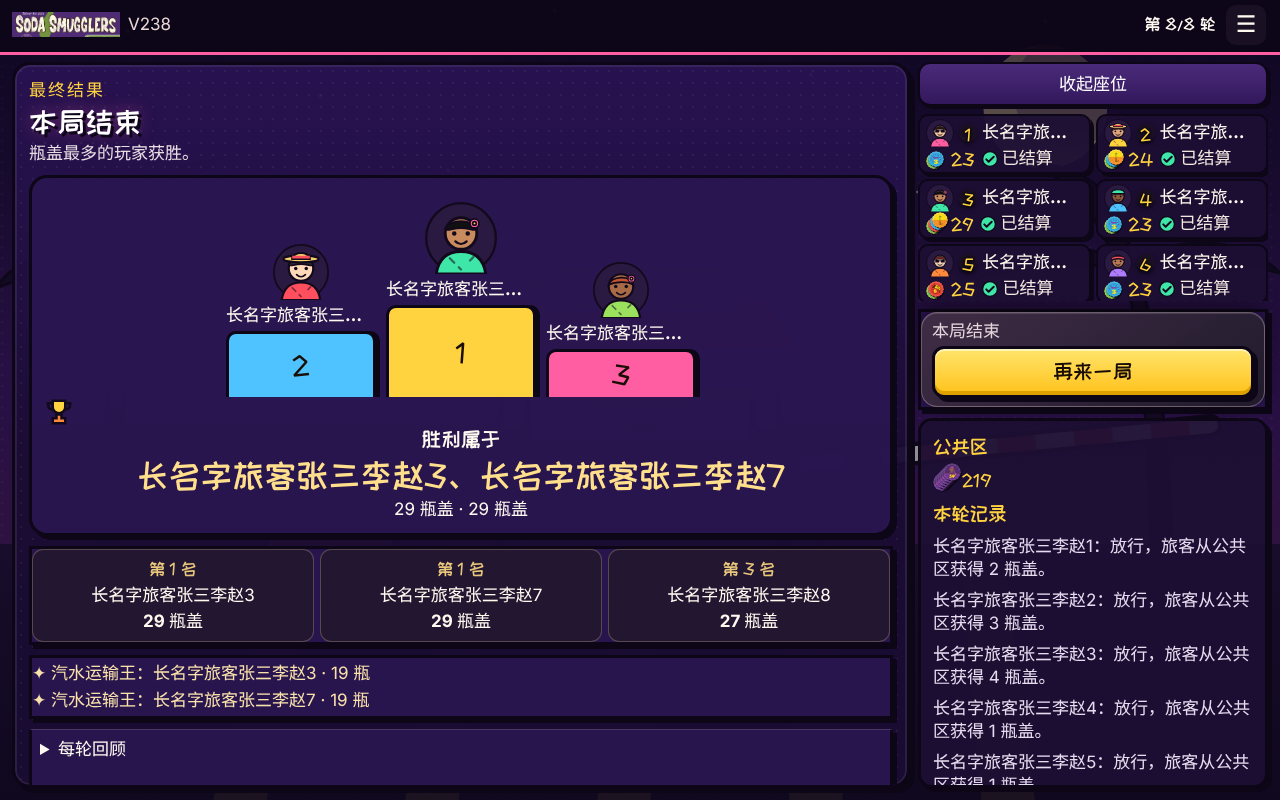 SODA SMUGGLERS V238
第 8/8 轮 ☰
最终结果
本局结束
瓶盖最多的玩家获胜。
长名字旅客张三...
长名字旅客张三...
长名字旅客张三...
2
1
3
胜利属于
长名字旅客张三李赵3、长名字旅客张三李赵7
29 瓶盖 · 29 瓶盖
第 1 名
长名字旅客张三李赵3
29 瓶盖
第 1 名
长名字旅客张三李赵7
29 瓶盖
第 3 名
长名字旅客张三李赵8
27 瓶盖
✦ 汽水运输王：长名字旅客张三李赵3 · 19 瓶
✦ 汽水运输王：长名字旅客张三李赵7 · 19 瓶
▶ 每轮回顾
收起座位
1 长名字旅...
23 已结算
2 长名字旅...
24 已结算
3 长名字旅...
29 已结算
4 长名字旅...
23 已结算
5 长名字旅...
25 已结算
6 长名字旅...
23 已结算
本局结束
再来一局
公共区
219
本轮记录
长名字旅客张三李赵1：放行，旅客从公共
区获得 2 瓶盖。
长名字旅客张三李赵2：放行，旅客从公共
区获得 3 瓶盖。
长名字旅客张三李赵3：放行，旅客从公共
区获得 4 瓶盖。
长名字旅客张三李赵4：放行，旅客从公共
区获得 1 瓶盖。
长名字旅客张三李赵5：放行，旅客从公共
区获得 1 瓶盖